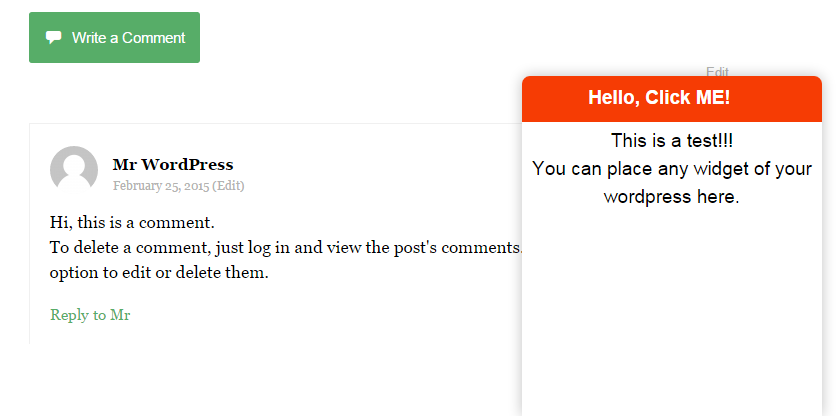 Write a Comment
Edit
Hello, Click ME!
This is a test!!!
You can place any widget of your
wordpress here.
Mr WordPress
February 25, 2015 (Edit)
Hi, this is a comment.
To delete a comment, just log in and view the post's comments.
option to edit or delete them.
Reply to Mr